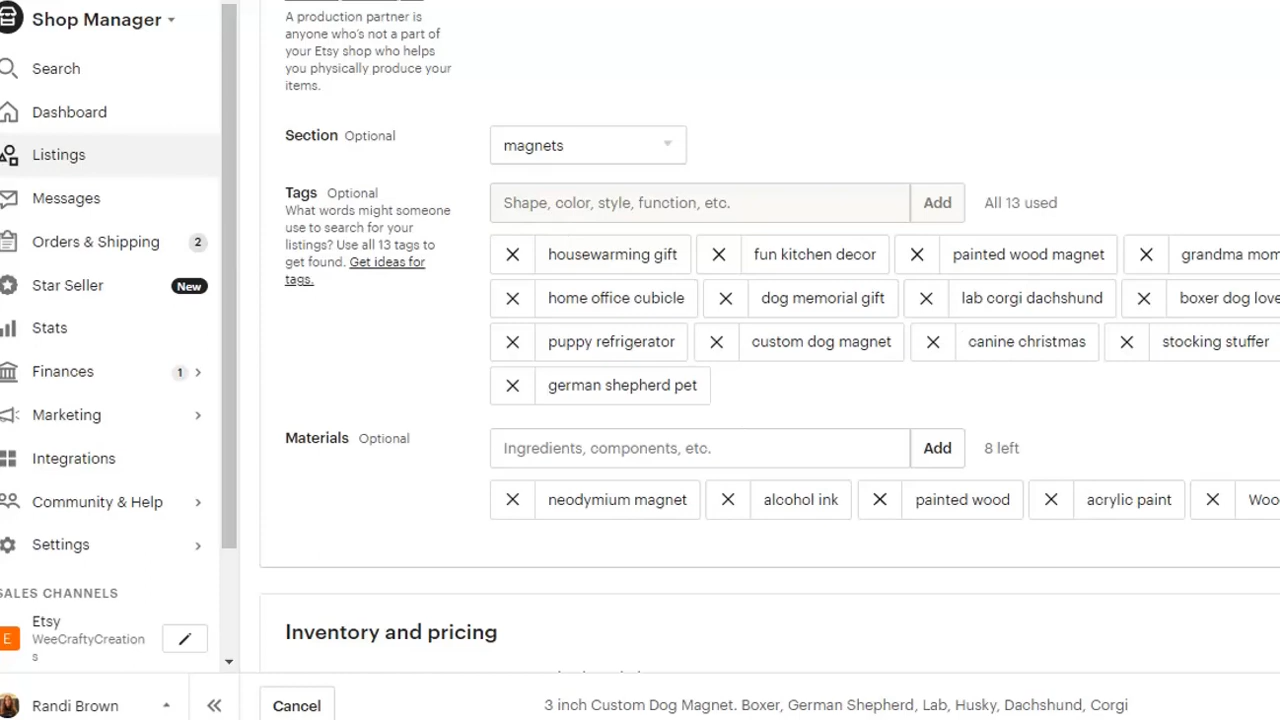 Shop Manager
Search
Dashboard
Listings
Messages
Orders & Shipping 2
Star Seller New
Stats
Finances 1
Marketing
Integrations
Community & Help
Settings
SALES CHANNELS
E
Etsy
WeeCraftyCreation
s
Randi Brown
A production partner is
anyone who's not a part of
your Etsy shop who helps
you physically produce your
items.
Section Optional
magnets
Tags Optional
What words might someone
use to search for your
listings? Use all 13 tags to
get found. Get ideas for
tags.
Shape, color, style, function, etc. Add All 13 used
housewarming gift fun kitchen decor painted wood magnet grandma mom
home office cubicle dog memorial gift lab corgi dachshund boxer dog love
puppy refrigerator custom dog magnet canine christmas stocking stuffer
german shepherd pet
Materials Optional
Ingredients, components, etc. Add 8 left
neodymium magnet alcohol ink painted wood acrylic paint Woo
Inventory and pricing
Cancel 3 inch Custom Dog Magnet. Boxer, German Shepherd, Lab, Husky, Dachshund, Corgi